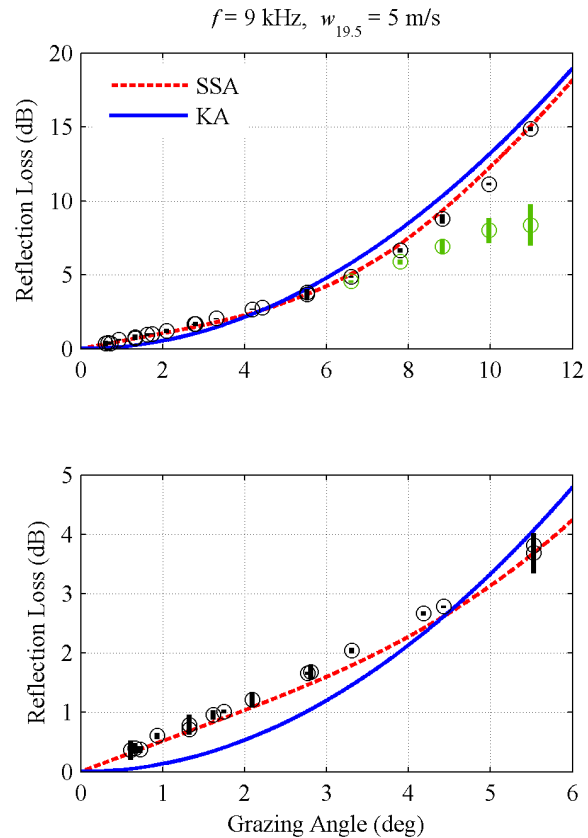 f = 9 kHz, w19.5 = 5 m/s
Reflection Loss (dB)
25
20
15
10
5
0
SSA
KA
0 2 4 6 8 10 12
Reflection Loss (dB)
5
4
3
2
1
0
0 1 2 3 4 5 6
Grazing Angle (deg)